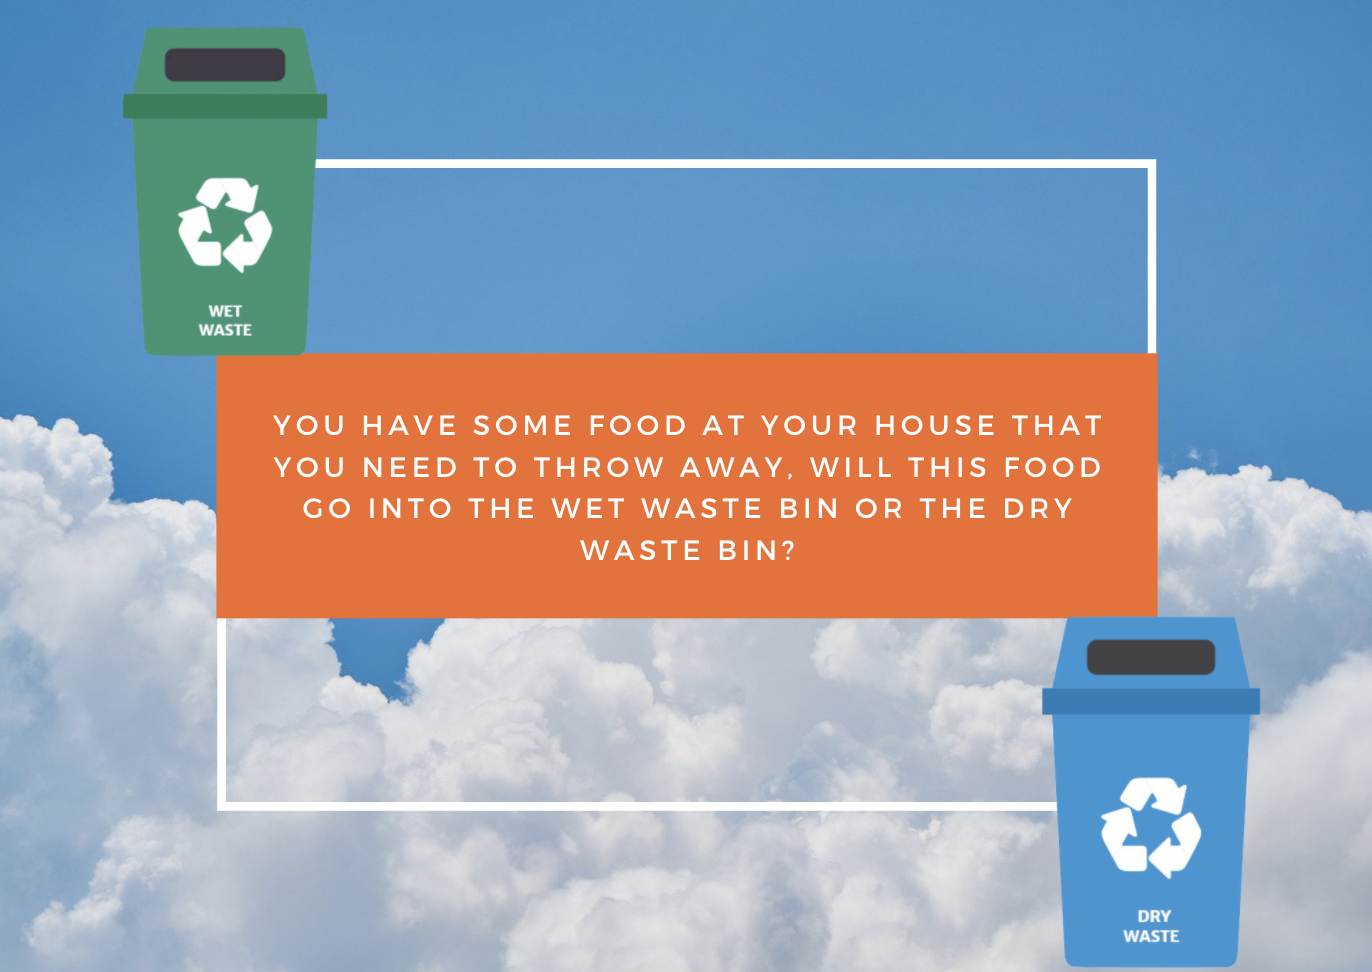 WET
WASTE
YOU HAVE SOME FOOD AT YOUR HOUSE THAT
YOU NEED TO THROW AWAY, WILL THIS FOOD
GO INTO THE WET WASTE BIN OR THE DRY
WASTE BIN?
DRY
WASTE